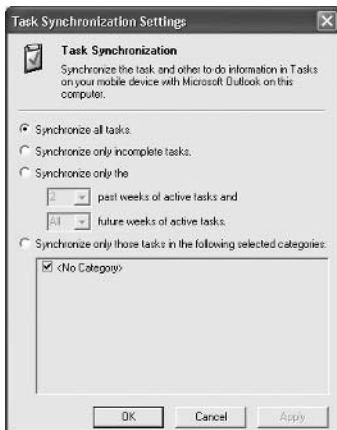 Task Synchronization Settings
Task Synchronization
Synchronize the task and other to-do information in Tasks
on your mobile device with Microsoft Outlook on this
computer.
Synchronize all tasks.
Synchronize only incomplete tasks.
Synchronize only the
2 past weeks of active tasks and
All future weeks of active tasks.
Synchronize only those tasks in the following selected categories:
<No Category>
OK Cancel Apply